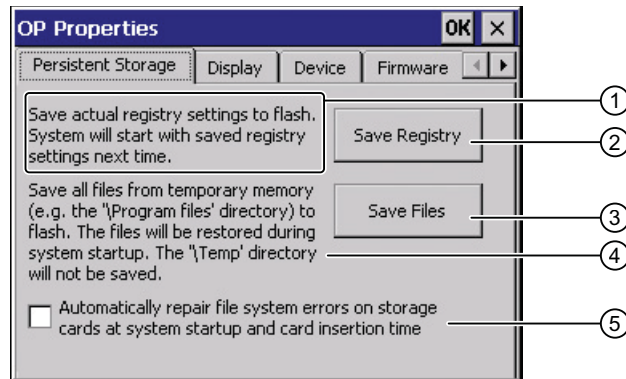 OP Properties OK ×
Persistent Storage Display Device Firmware
Save actual registry settings to flash.
System will start with saved registry
settings next time.
Save Registry
Save all files from temporary memory
(e.g. the '\Program files' directory) to
flash. The files will be restored during
system startup. The '\Temp' directory
will not be saved.
Save Files
Automatically repair file system errors on storage
cards at system startup and card insertion time
1
2
3
4
5